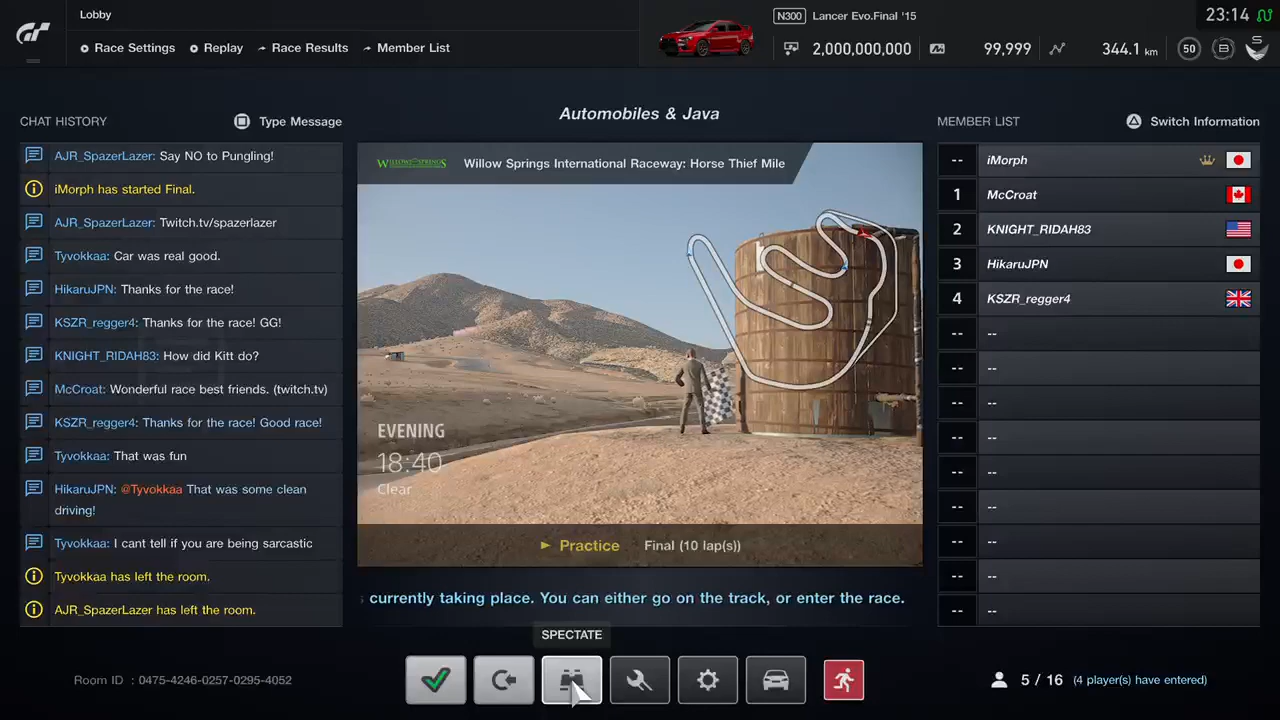 Lobby
Race Settings
Replay
Race Results
Member List
N300
Lancer Evo.Final '15
2,000,000,000
99,999
344.1 km
50
B
S
23:14
CHAT HISTORY
Type Message
AJR_SpazerLazer: Say NO to Pungling!
iMorph has started Final.
AJR_SpazerLazer: Twitch.tv/spazerlazer
Tyvokkaa: Car was real good.
HikaruJPN: Thanks for the race!
KSZR_regger4: Thanks for the race! GG!
KNIGHT_RIDAH83: How did Kitt do?
McCroat: Wonderful race best friends. (twitch.tv)
KSZR_regger4: Thanks for the race! Good race!
Tyvokkaa: That was fun
HikaruJPN: @Tyvokkaa That was some clean
driving!
Tyvokkaa: I cant tell if you are being sarcastic
Tyvokkaa has left the room.
AJR_SpazerLazer has left the room.
Automobiles & Java
WILLOW SPRINGS
Willow Springs International Raceway: Horse Thief Mile
EVENING
18:40
Clear
Practice
Final (10 lap(s))
currently taking place. You can either go on the track, or enter the race.
MEMBER LIST
Switch Information
-- iMorph
1 McCroat
2 KNIGHT_RIDAH83
3 HikaruJPN
4 KSZR_regger4
-- --
-- --
-- --
-- --
-- --
-- --
-- --
-- --
-- --
SPECTATE
Room ID : 0475-4246-0257-0295-4052
5 / 16 (4 player(s) have entered)